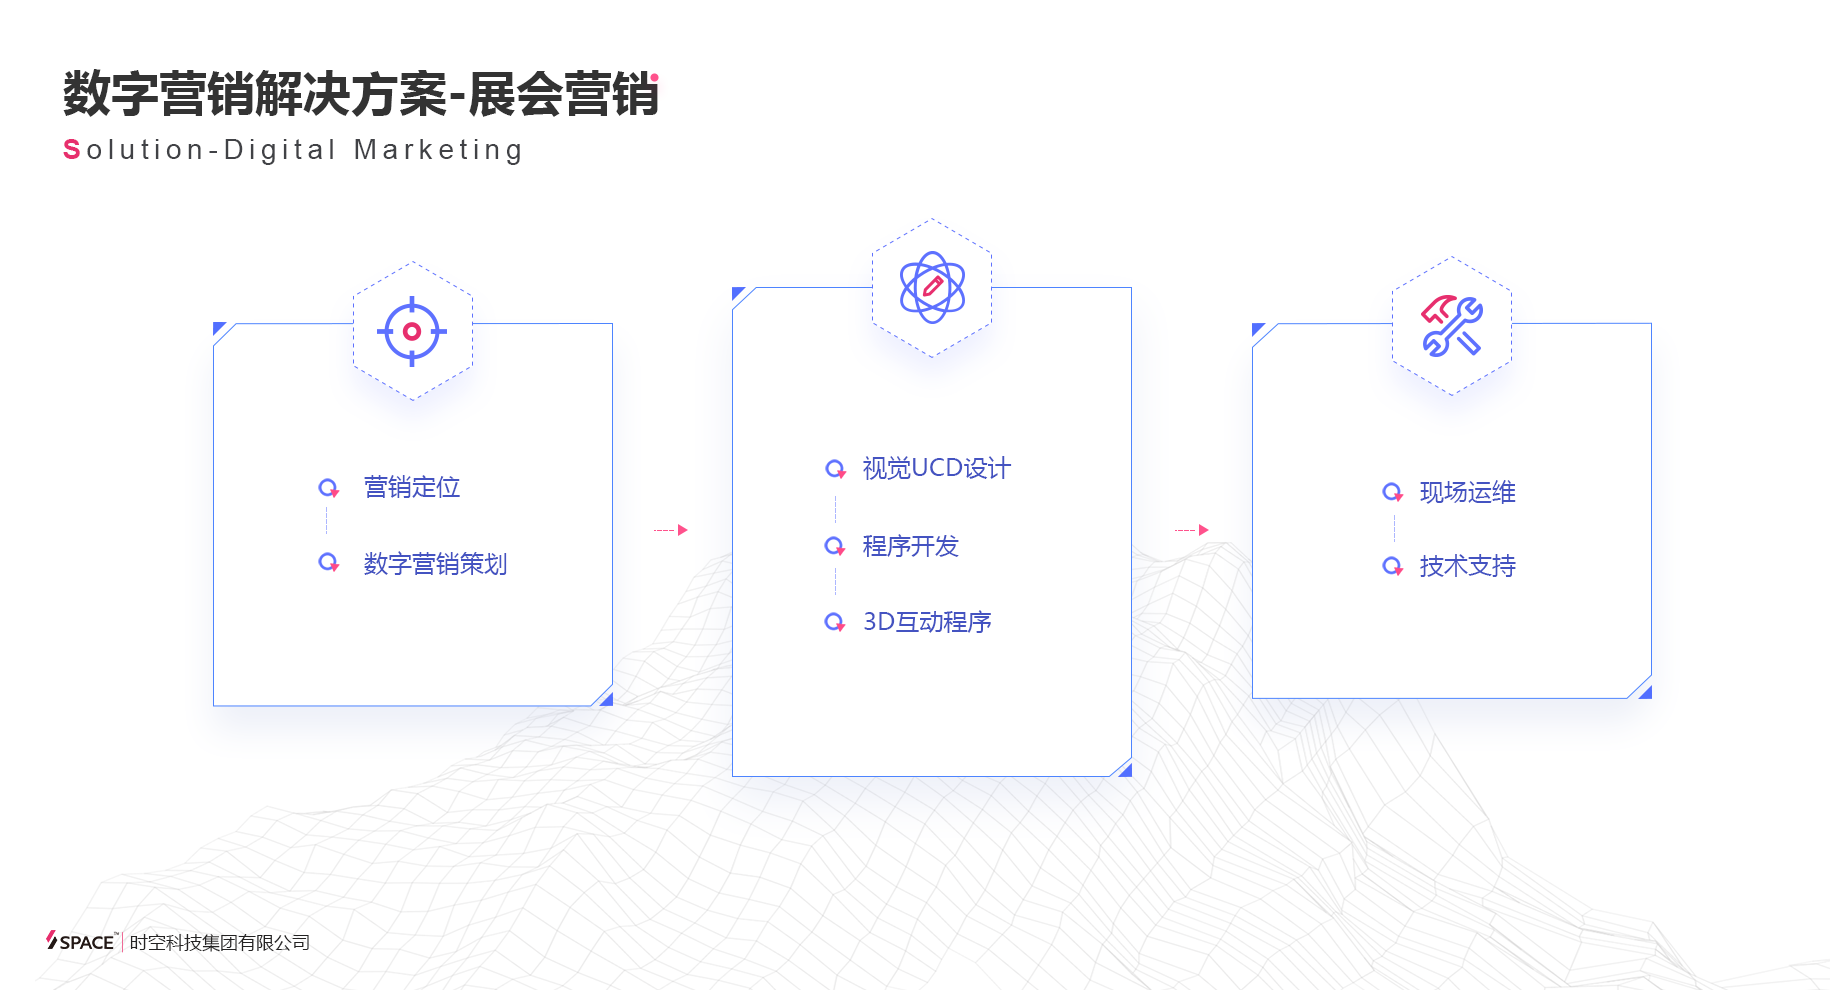 数字营销解决方案-展会营销
Solution-Digital Marketing
营销定位
数字营销策划
视觉UCD设计
程序开发
3D互动程序
现场运维
技术支持
SPACE™ 时空科技集团有限公司